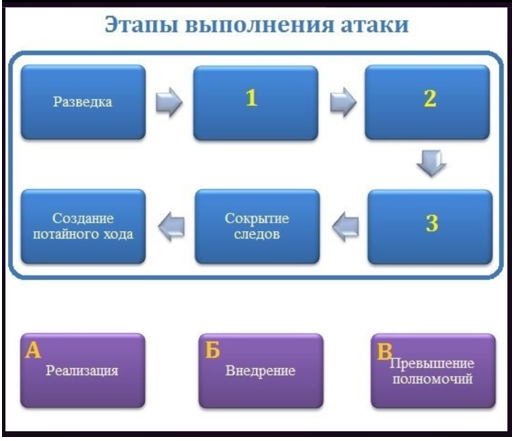 Этапы выполнения атаки
Разведка
1
2
3
Сокрытие
следов
Создание
потайного хода
А
Реализация
Б
Внедрение
В
Превышение
полномочий